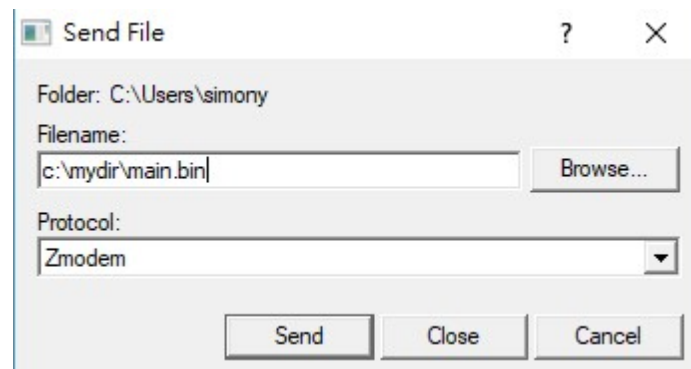 Send File
?
Folder: C:\Users\simony
Filename:
c:\mydir\main.bin
Browse...
Protocol:
Zmodem
Send
Close
Cancel